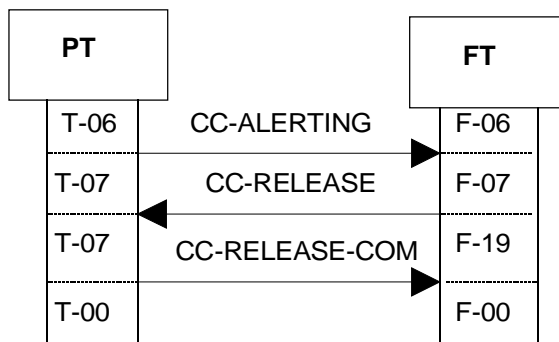 PT
FT
T-06 CC-ALERTING F-06
T-07 CC-RELEASE F-07
T-07 CC-RELEASE-COM F-19
T-00 F-00